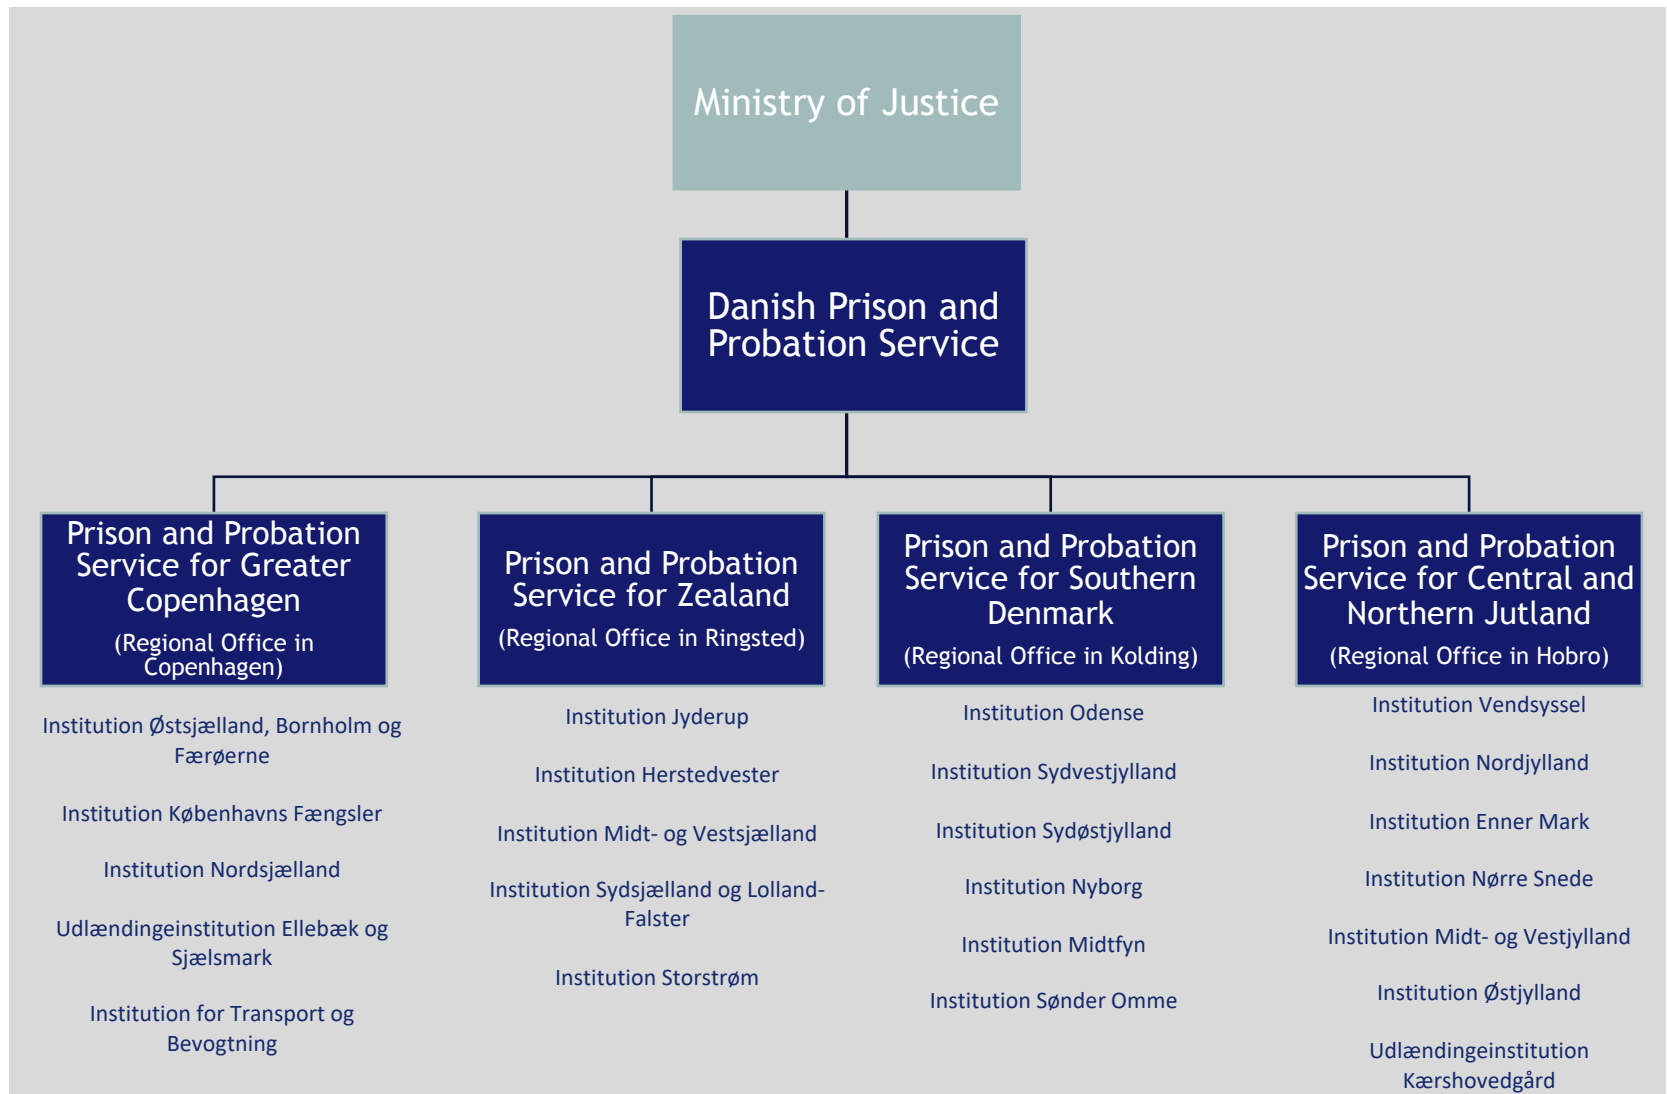 Ministry of Justice
Danish Prison and
Probation Service
Prison and Probation
Service for Greater
Copenhagen
(Regional Office in
Copenhagen)
Institution Østsjælland, Bornholm og
Færøerne
Institution Københavns Fængsler
Institution Nordsjælland
Udlændingeinstitution Ellebæk og
Sjælsmark
Institution for Transport og
Bevogtning
Prison and Probation
Service for Zealand
(Regional Office in Ringsted)
Institution Jyderup
Institution Herstedvester
Institution Midt- og Vestsjælland
Institution Sydsjælland og Lolland-
Falster
Institution Storstrøm
Prison and Probation
Service for Southern
Denmark
(Regional Office in Kolding)
Institution Odense
Institution Sydvestjylland
Institution Sydøstjylland
Institution Nyborg
Institution Midtfyn
Institution Sønder Omme
Prison and Probation
Service for Central and
Northern Jutland
(Regional Office in Hobro)
Institution Vendsyssel
Institution Nordjylland
Institution Enner Mark
Institution Nørre Snede
Institution Midt- og Vestjylland
Institution Østjylland
Udlændingeinstitution
Kærshovedgård